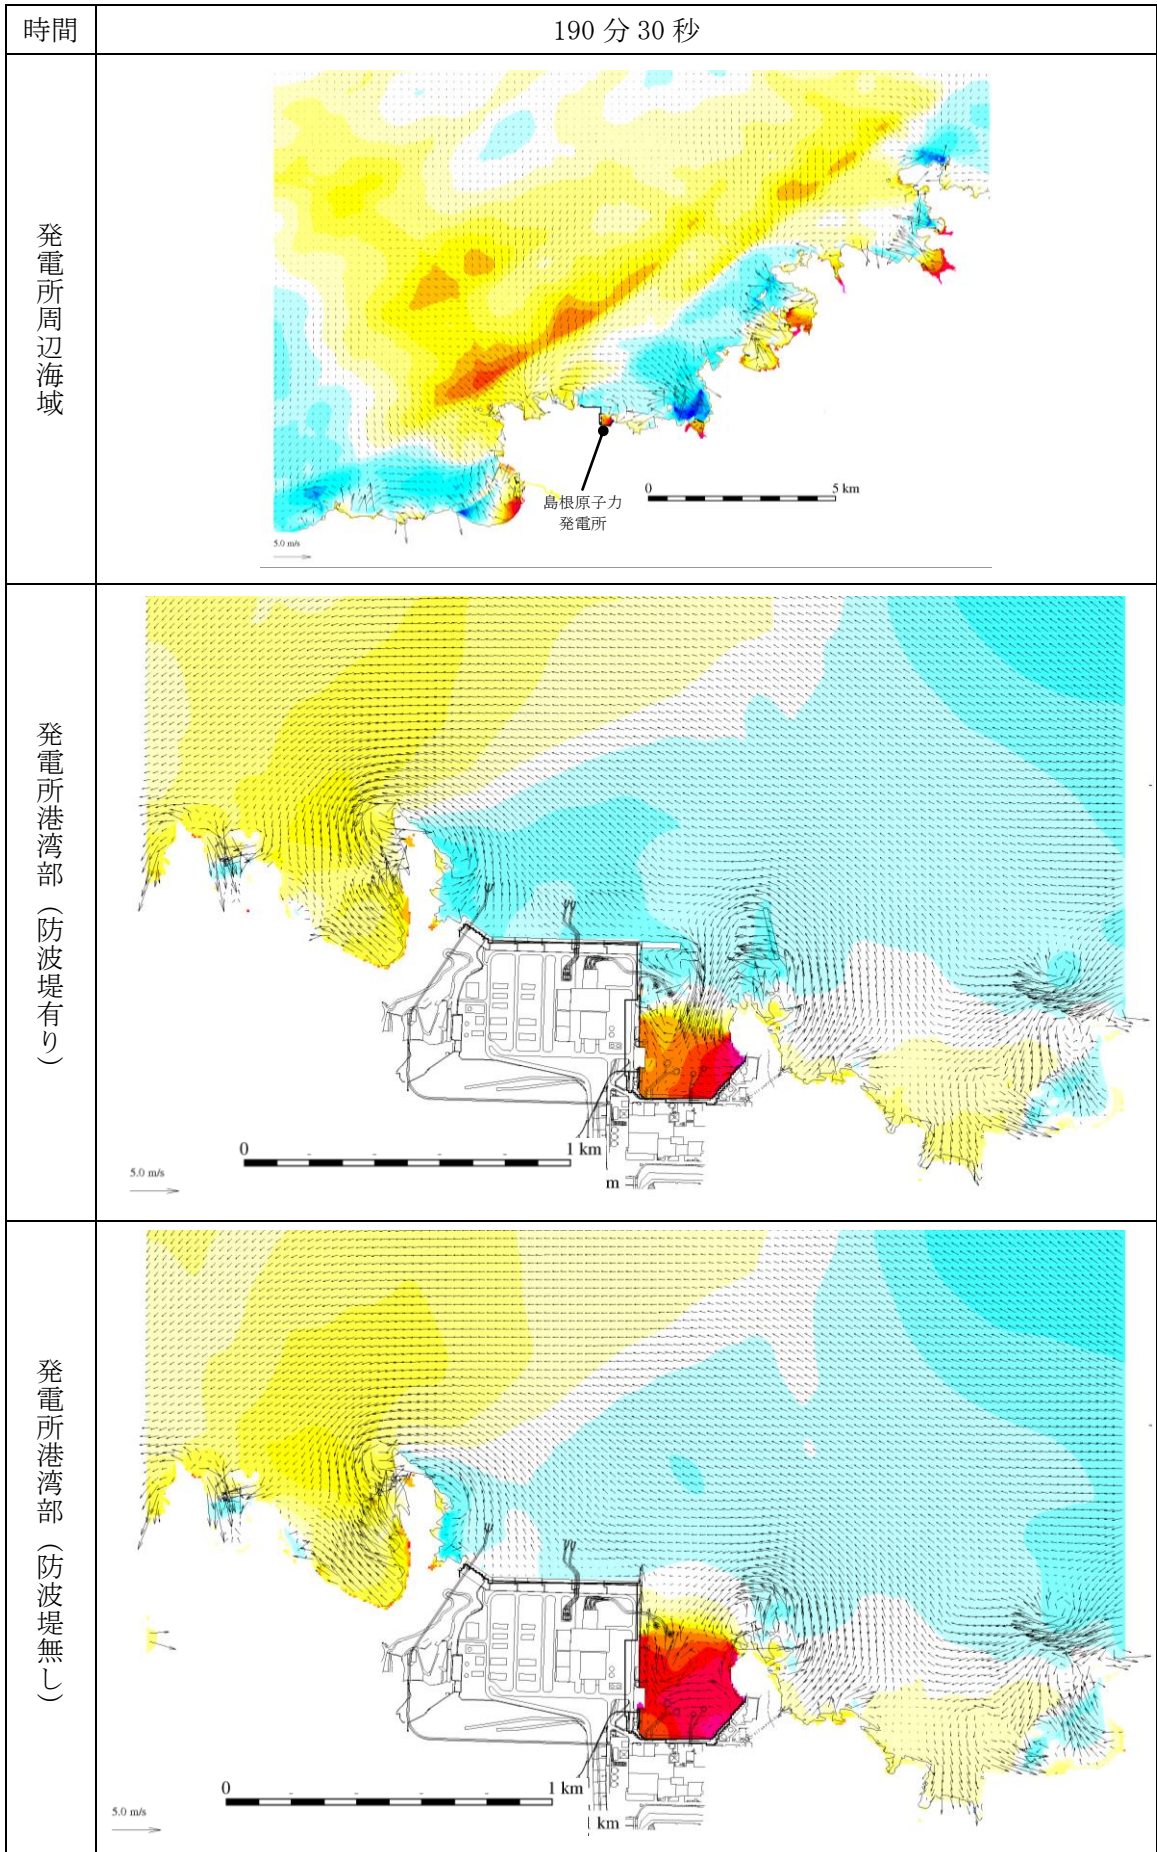 時間
190 分 30 秒
発電所周辺海域
島根原子力
発電所
0
5 km
5.0 m/s
発電所港湾部（防波堤有り）
0
1 km
5.0 m/s
m
発電所港湾部（防波堤無し）
0
1 km
5.0 m/s
km